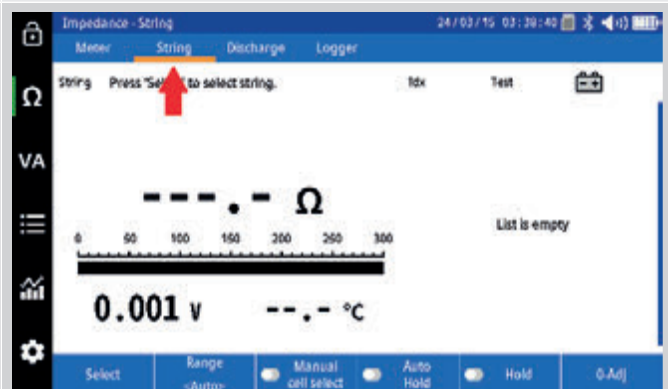 Impedance - String 24/03/15 03:39:40
Meter String Discharge Logger
String Press "Sel to select string. Idx Test
Ω
VA
---.- Ω
0 50 100 150 200 250 300
List is empty
0.001 V --.- °C
Select Range <Auto> Manual cell select Auto Hold Hold 0-Adj